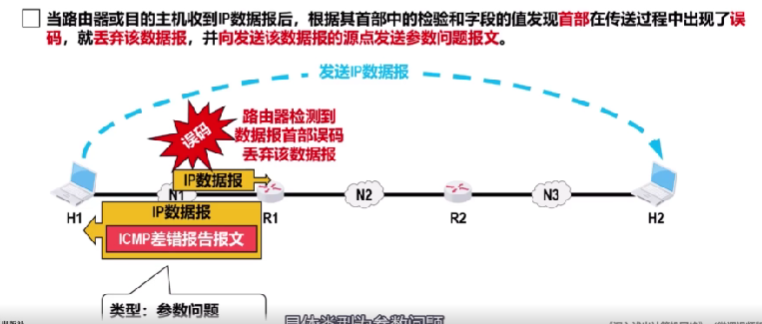 当路由器或目的主机收到IP数据报后，根据其首部中的检验和字段的值发现首部在传送过程中出现了误
码，就丢弃该数据报，并向发送该数据报的源点发送参数问题报文。
发送IP数据报
误码
路由器检测到
数据报首部误码
丢弃该数据报
IP数据报
N1
N2
N3
H1
R1
R2
H2
IP数据报
ICMP差错报告报文
类型：参数问题